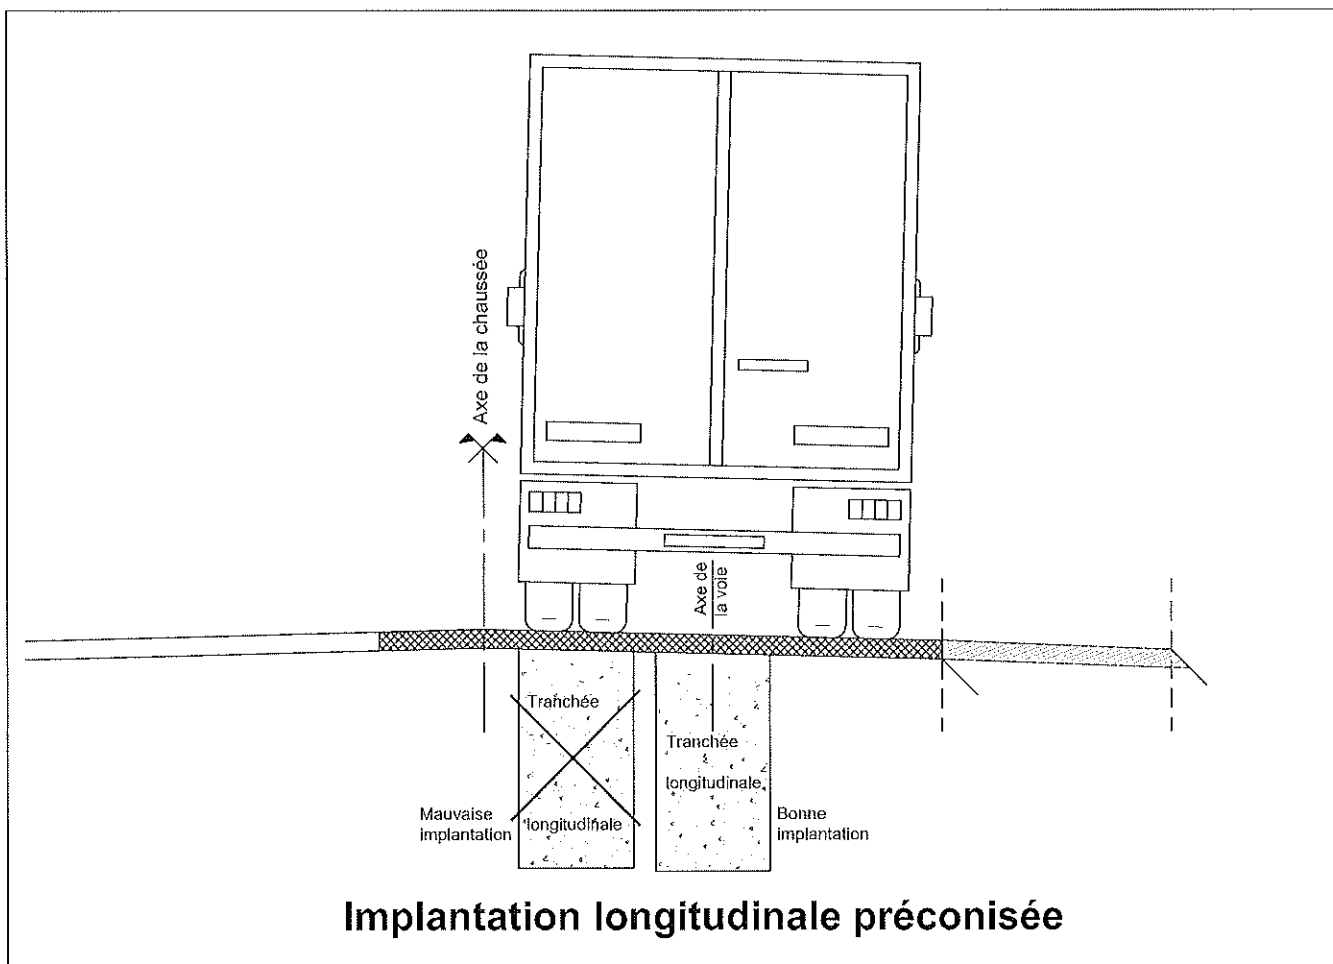 Axe de la chaussée
Axe de
la voie
Tranchée
longitudinale
Mauvaise
implantation
Tranchée
longitudinale
Bonne
implantation
Implantation longitudinale préconisée